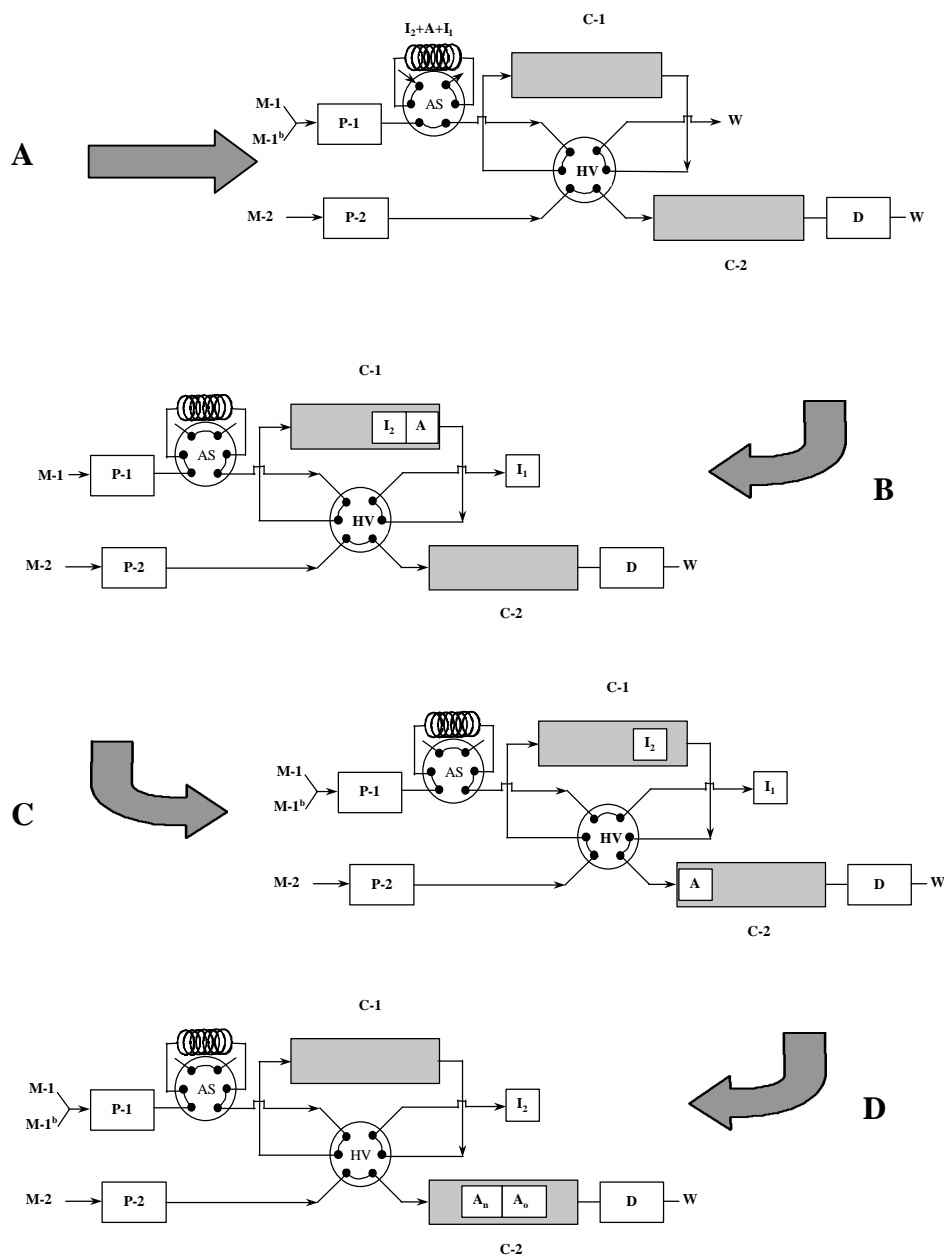 C-1
I₂+A+I₁
AS
M-1
P-1
M-1ᵇ
W
A
HV
M-2
P-2
D
W
C-2
C-1
I₂ A
AS
M-1
P-1
I₁
B
HV
M-2
P-2
D
W
C-2
C-1
I₂
AS
M-1
P-1
M-1ᵇ
I₁
C
HV
M-2
P-2
A
D
W
C-2
C-1
AS
M-1
P-1
M-1ᵇ
I₂
D
HV
M-2
P-2
Aₙ Aₒ
D
W
C-2